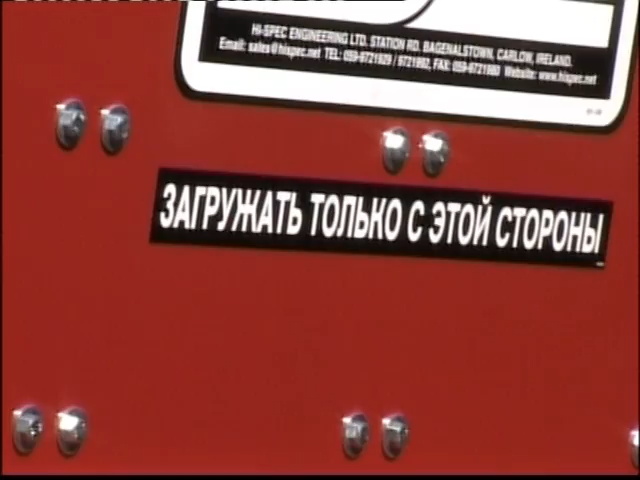 HI-SPEC ENGINEERING LTD. STATION RD. BAGENALSTOWN, CARLOW, IRELAND.
Email: sales@hispec.net TEL: 059-9721929 / 9721992, FAX: 059-9721980 Website: www.hispec.net
ЗАГРУЖАТЬ ТОЛЬКО С ЭТОЙ СТОРОНЫ